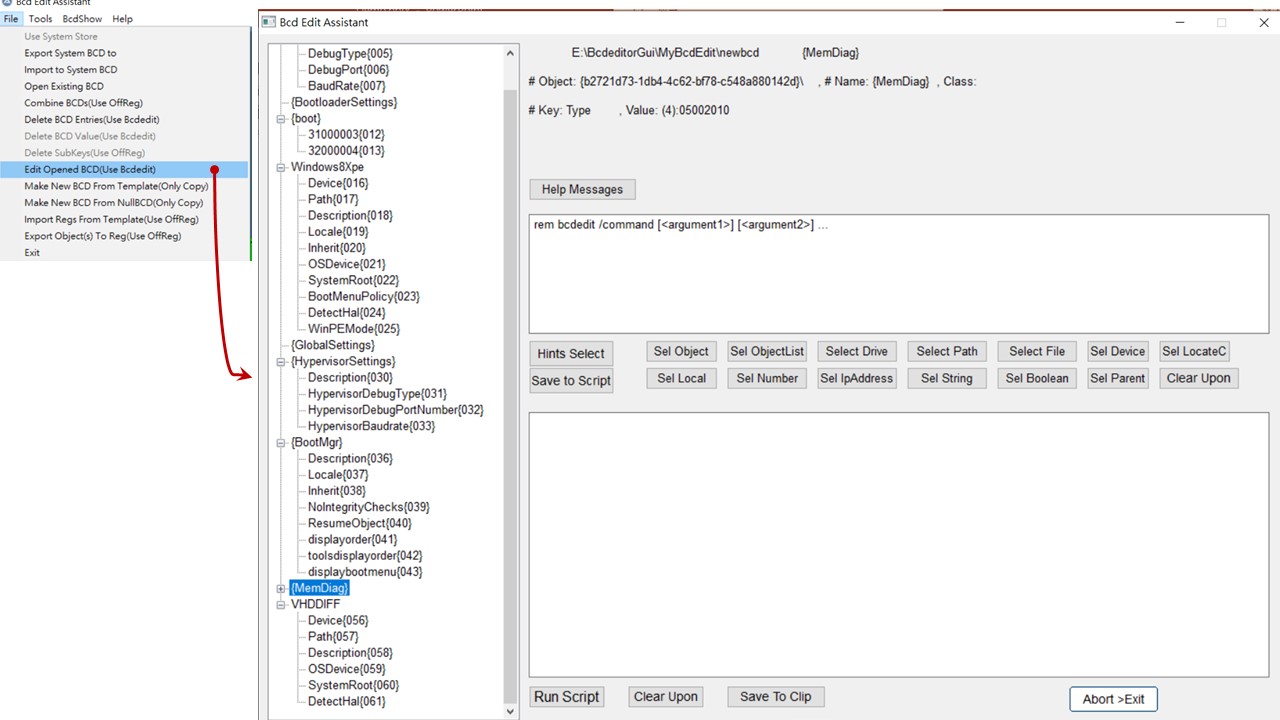 Bcd Edit Assistant
File Tools BcdShow Help
Use System Store
Export System BCD to
Import to System BCD
Open Existing BCD
Combine BCDs(Use OffReg)
Delete BCD Entries(Use Bcdedit)
Delete BCD Value(Use Bcdedit)
Delete SubKeys(Use OffReg)
Edit Opened BCD(Use Bcdedit)
Make New BCD From Template(Only Copy)
Make New BCD From NullBCD(Only Copy)
Import Regs From Template(Use OffReg)
Export Object(s) To Reg(Use OffReg)
Exit
Bcd Edit Assistant
DebugType{005}
DebugPort{006}
BaudRate{007}
{BootloaderSettings}
{boot}
31000003{012}
32000004{013}
Windows8Xpe
Device{016}
Path{017}
Description{018}
Locale{019}
Inherit{020}
OSDevice{021}
SystemRoot{022}
BootMenuPolicy{023}
DetectHal{024}
WinPEMode{025}
{GlobalSettings}
{HypervisorSettings}
Description{030}
HypervisorDebugType{031}
HypervisorDebugPortNumber{032}
HypervisorBaudrate{033}
{BootMgr}
Description{036}
Locale{037}
Inherit{038}
NoIntegrityChecks{039}
ResumeObject{040}
displayorder{041}
toolsdisplayorder{042}
displaybootmenu{043}
{MemDiag}
VHDDIFF
Device{056}
Path{057}
Description{058}
OSDevice{059}
SystemRoot{060}
DetectHal{061}
E:\BcdeditorGui\MyBcdEdit\newbcd {MemDiag}
# Object: {b2721d73-1db4-4c62-bf78-c548a880142d}\ , # Name: {MemDiag} , Class:
# Key: Type , Value: (4):05002010
Help Messages
rem bcdedit /command [<argument1>] [<argument2>] ...
Hints Select Sel Object Sel ObjectList Select Drive Select Path Select File Sel Device Sel LocateC
Save to Script Sel Local Sel Number Sel IpAddress Sel String Sel Boolean Sel Parent Clear Upon
Run Script Clear Upon Save To Clip Abort >Exit